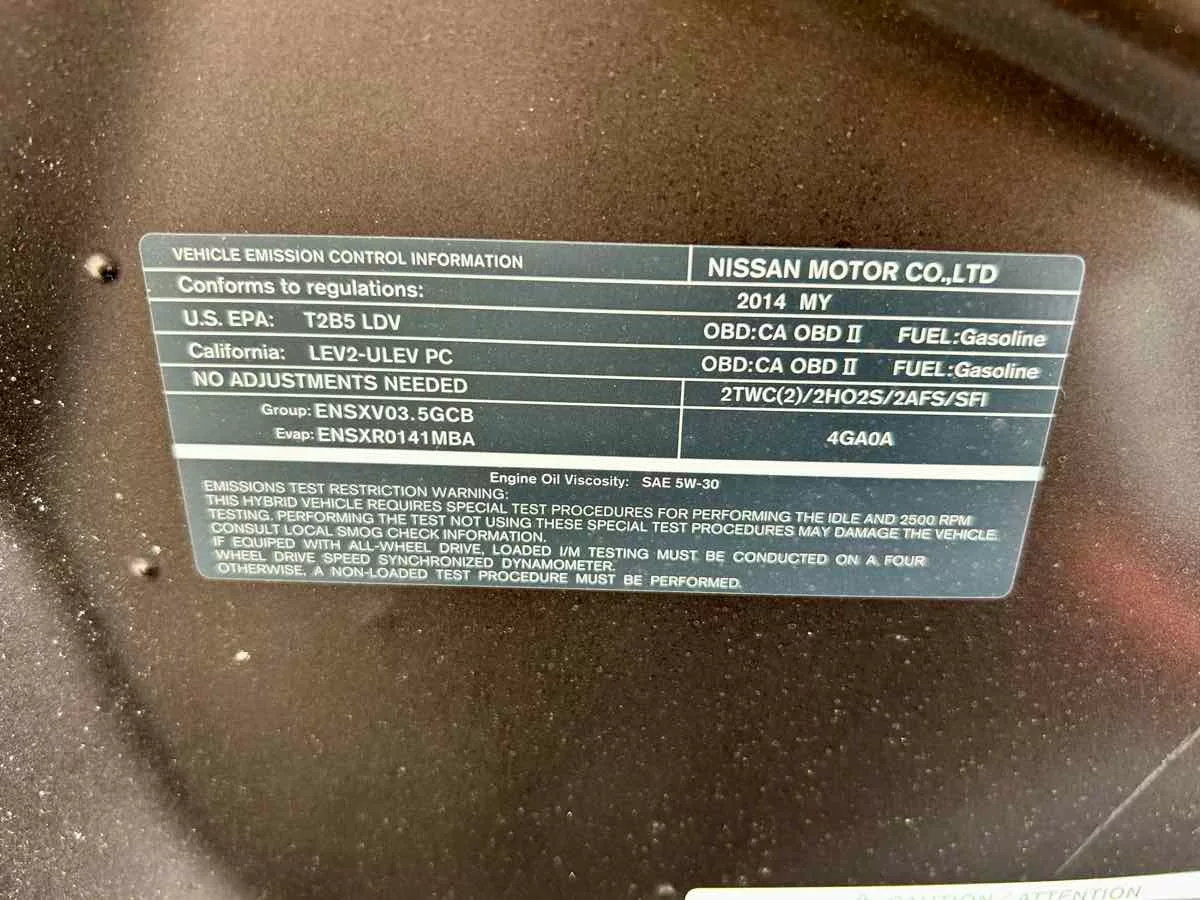 VEHICLE EMISSION CONTROL INFORMATION
NISSAN MOTOR CO.,LTD
Conforms to regulations: 2014 MY
U.S. EPA: T2B5 LDV OBD:CA OBD II FUEL:Gasoline
California: LEV2-ULEV PC OBD:CA OBD II FUEL:Gasoline
NO ADJUSTMENTS NEEDED 2TWC(2)/2HO2S/2AFS/SFI
Group: ENSXV03.5GCB
Evap: ENSXR0141MBA
4GA0A
Engine Oil Viscosity: SAE 5W-30
EMISSIONS TEST RESTRICTION WARNING:
THIS HYBRID VEHICLE REQUIRES SPECIAL TEST PROCEDURES FOR PERFORMING THE IDLE AND 2500 RPM
TESTING. PERFORMING THE TEST NOT USING THESE SPECIAL TEST PROCEDURES MAY DAMAGE THE VEHICLE.
CONSULT LOCAL SMOG CHECK INFORMATION.
IF EQUIPED WITH ALL-WHEEL DRIVE, LOADED I/M TESTING MUST BE CONDUCTED ON A FOUR
WHEEL DRIVE SPEED SYNCHRONIZED DYNAMOMETER.
OTHERWISE, A NON-LOADED TEST PROCEDURE MUST BE PERFORMED.
CAUTION / ATTENTION